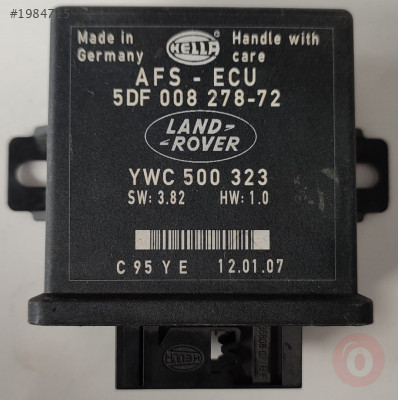 Made in
Germany
HELLA
Handle with
care
AFS - ECU
5DF 008 278-72
LAND
ROVER
YWC 500 323
SW: 3.82 HW: 1.0
C 95 Y E 12.01.07
HELLA